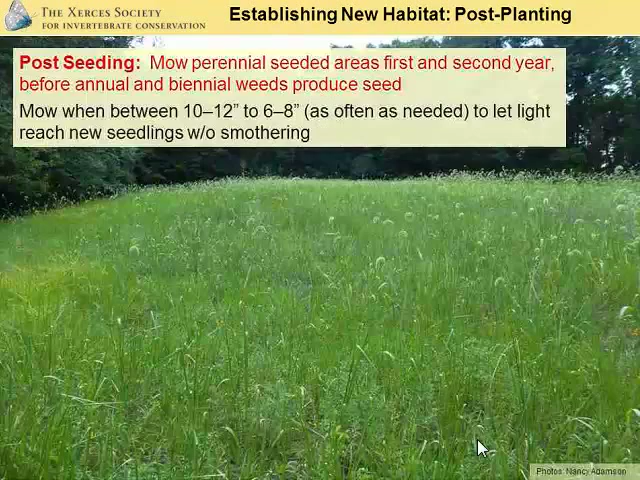 THE XERCES SOCIETY
FOR INVERTEBRATE CONSERVATION
Establishing New Habitat: Post-Planting
Post Seeding: Mow perennial seeded areas first and second year,
before annual and biennial weeds produce seed
Mow when between 10–12” to 6–8” (as often as needed) to let light
reach new seedlings w/o smothering
Photos: Nancy Adamson